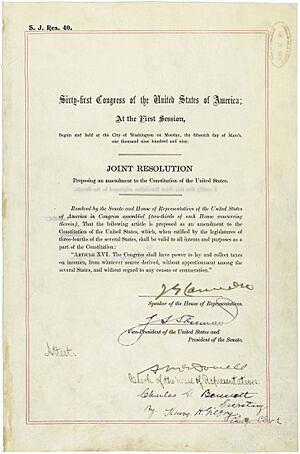 S. J. Res. 40.
Sixty-first Congress of the United States of America;
At the First Session,
Begun and held at the City of Washington on Monday, the fifteenth day of March,
one thousand nine hundred and nine.
JOINT RESOLUTION
Proposing an amendment to the Constitution of the United States.
Resolved by the Senate and House of Representatives of the United States
of America in Congress assembled (two-thirds of each House concurring
therein), That the following article is proposed as an amendment to the
Constitution of the United States, which, when ratified by the legislatures of
three-fourths of the several States, shall be valid to all intents and purposes as a
part of the Constitution:
"ARTICLE XVI. The Congress shall have power to lay and collect taxes
on incomes, from whatever source derived, without apportionment among
the several States, and without regard to any census or enumeration."
J G Cannon
Speaker of the House of Representatives.
J. S. Sherman
Vice-President of the United States and
President of the Senate.
Attest:
Clerk of the House of Representatives
Charles G. Bennett
Secretary
By Henry H. Gilfry